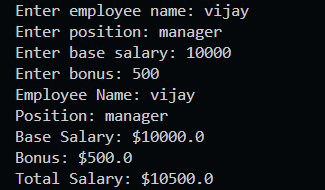 Enter employee name: vijay
Enter position: manager
Enter base salary: 10000
Enter bonus: 500
Employee Name: vijay
Position: manager
Base Salary: $10000.0
Bonus: $500.0
Total Salary: $10500.0